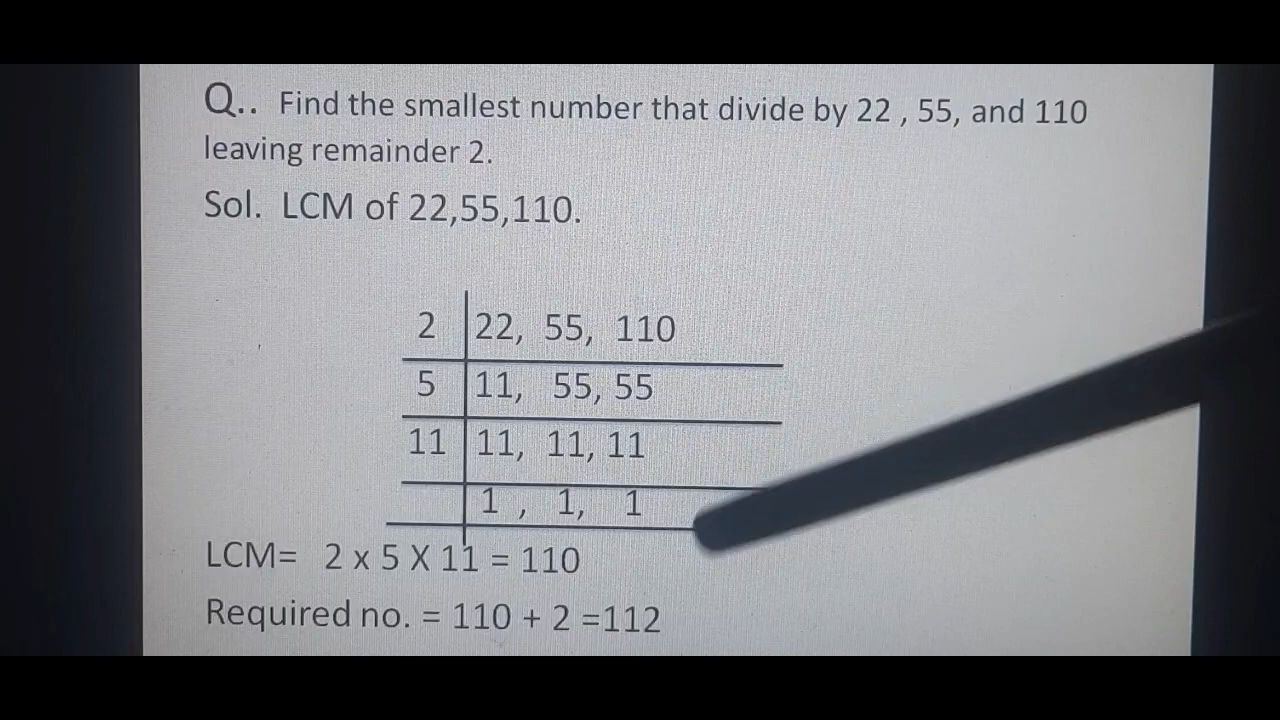 Q.. Find the smallest number that divide by 22 , 55, and 110
leaving remainder 2.
Sol. LCM of 22,55,110.
2 22, 55, 110
5 11, 55, 55
11 11, 11, 11
1 , 1, 1
LCM= 2 x 5 X 11 = 110
Required no. = 110 + 2 =112